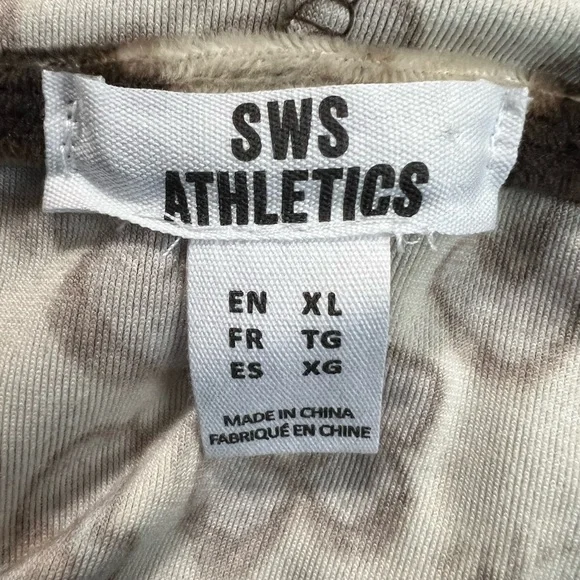 SWS
ATHLETICS
EN XL
FR TG
ES XG
MADE IN CHINA
FABRIQUÉ EN CHINE